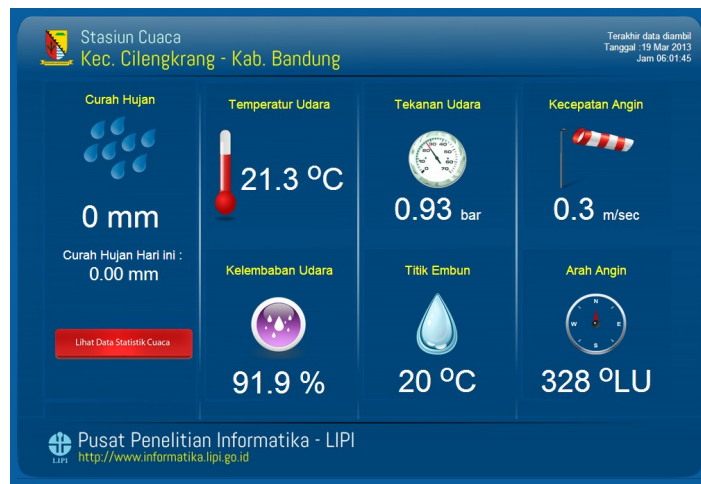 Stasiun Cuaca
Kec. Cilengkrang - Kab. Bandung
Terakhir data diambil
Tanggal :19 Mar 2013
Jam 06:01:45
Curah Hujan
0 mm
Curah Hujan Hari ini :
0.00 mm
Lihat Data Statistik Cuaca
Temperatur Udara
21.3 °C
Tekanan Udara
0.93 bar
Kecepatan Angin
0.3 m/sec
Kelembaban Udara
91.9 %
Titik Embun
20 °C
Arah Angin
N
W E
S
328 °LU
LIPI
Pusat Penelitian Informatika - LIPI
http://www.informatika.lipi.go.id